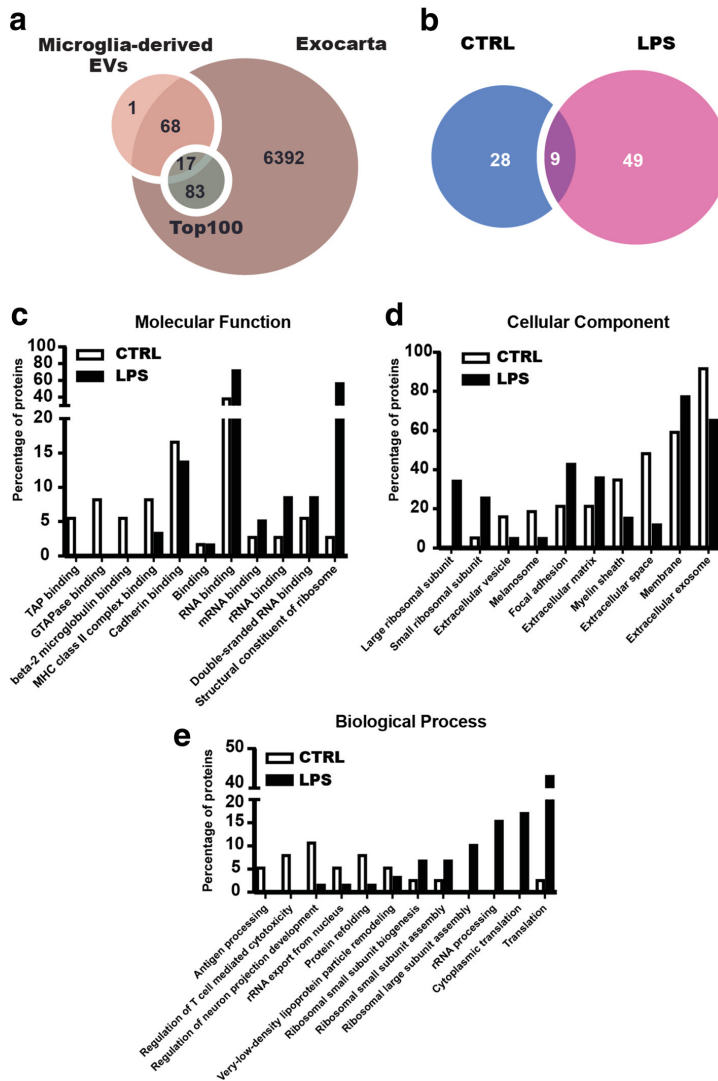 a
Microglia-derived
EVs
Exocarta
1
68
17
83
6392
Top100
b
CTRL
LPS
28
9
49
c
Molecular Function
Percentage of proteins
100
80
60
40
20
15
10
5
0
CTRL
LPS
TAP binding
GTAPase binding
beta-2 microglobulin binding
MHC class II complex binding
Cadherin binding
Binding
RNA binding
mRNA binding
rRNA binding
Double-sranded RNA binding
Structural constituent of ribosome
d
Cellular Component
Percentage of proteins
100
80
60
40
20
0
CTRL
LPS
Large ribosomal subunit
Small ribosomal subunit
Extracellular vesicle
Melanosome
Focal adhesion
Extracellular matrix
Myelin sheath
Extracellular space
Membrane
Extracellular exosome
e
Biological Process
Percentage of proteins
50
40
20
15
10
5
0
CTRL
LPS
Antigen processing
Regulation of T cell mediated cytotoxicity
Regulation of neuron projection development
rRNA export from nucleus
Protein refolding
Very-low-density lipoprotein particle remodeling
Ribosomal small subunit biogenesis
Ribosomal small subunit assembly
Ribosomal large subunit assembly
rRNA processing
Cytoplasmic translation
Translation